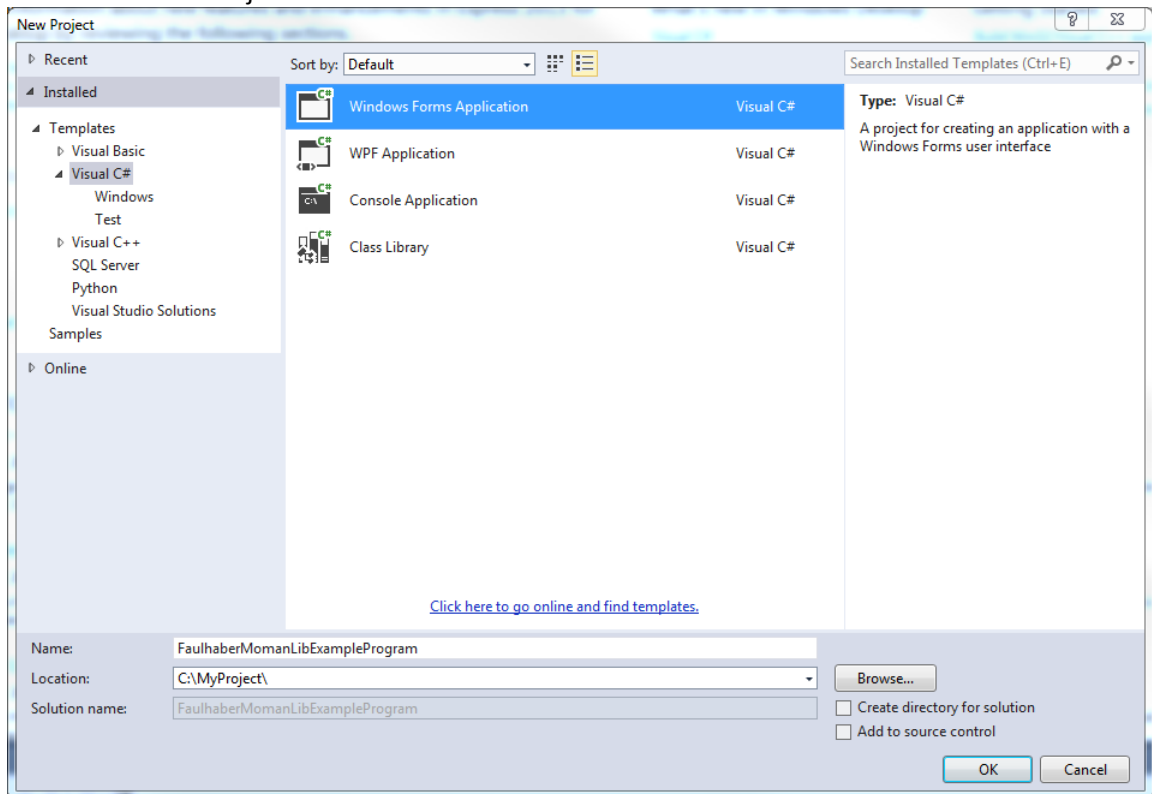 New Project
Recent
Sort by: Default
Search Installed Templates (Ctrl+E)
Installed
Templates
Visual Basic
Visual C#
Windows
Test
Visual C++
SQL Server
Python
Visual Studio Solutions
Samples
Online
Windows Forms Application Visual C#
WPF Application Visual C#
Console Application Visual C#
Class Library Visual C#
Type: Visual C#
A project for creating an application with a
Windows Forms user interface
Click here to go online and find templates.
Name: FaulhaberMomanLibExampleProgram
Location: C:\MyProject\
Browse...
Solution name: FaulhaberMomanLibExampleProgram
Create directory for solution
Add to source control
OK Cancel